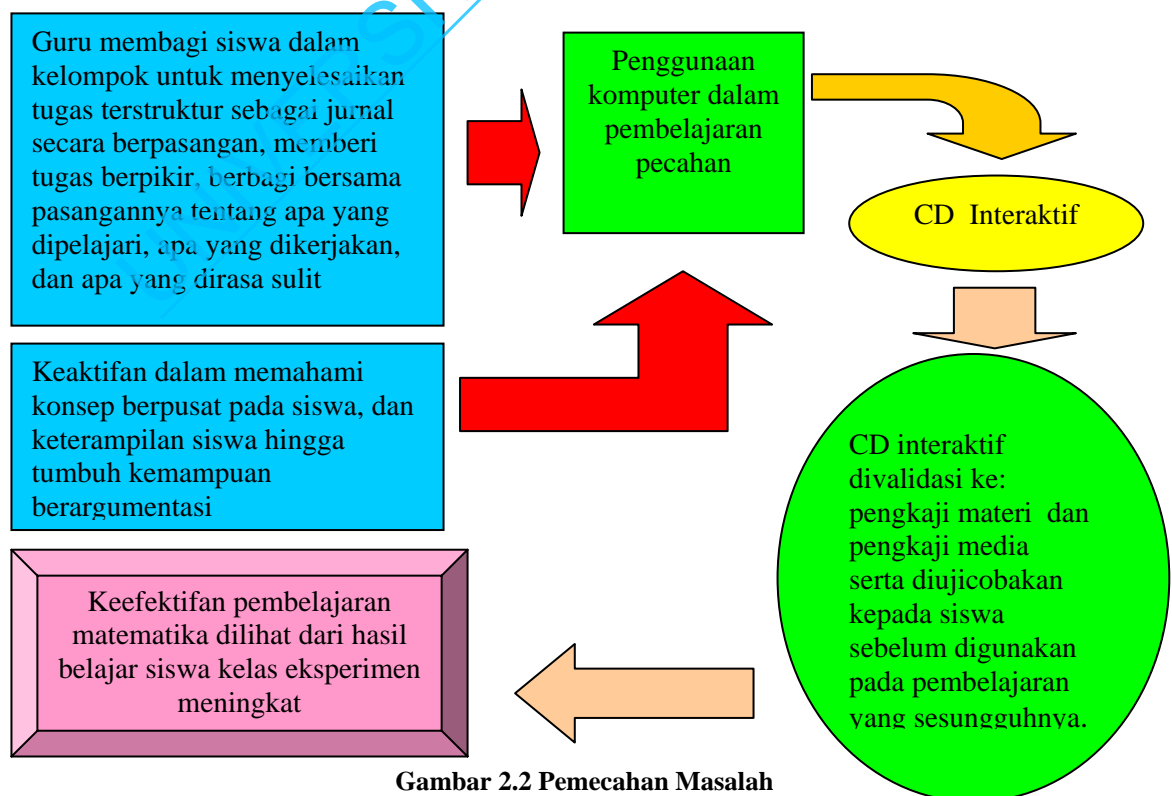 Guru membagi siswa dalam
kelompok untuk menyelesaikan
tugas terstruktur sebagai jurnal
secara berpasangan, memberi
tugas berpikir, berbagi bersama
pasangannya tentang apa yang
dipelajari, apa yang dikerjakan,
dan apa yang dirasa sulit
Penggunaan
komputer dalam
pembelajaran
pecahan
CD Interaktif
Keaktifan dalam memahami
konsep berpusat pada siswa, dan
keterampilan siswa hingga
tumbuh kemampuan
berargumentasi
CD interaktif
divalidasi ke:
pengkaji materi dan
pengkaji media
serta diujicobakan
kepada siswa
sebelum digunakan
pada pembelajaran
yang sesungguhnya.
Keefektifan pembelajaran
matematika dilihat dari hasil
belajar siswa kelas eksperimen
meningkat
Gambar 2.2 Pemecahan Masalah